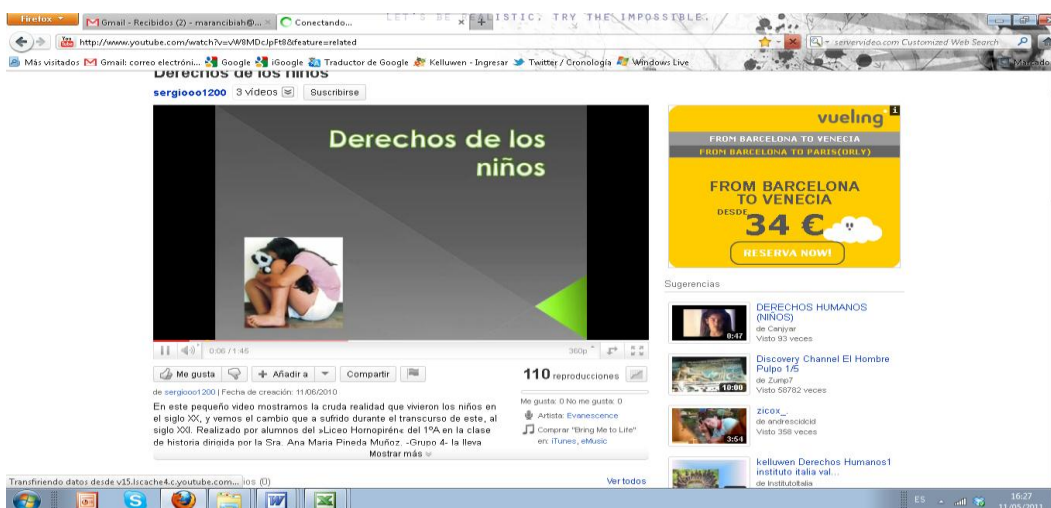 Firefox
Gmail - Recibidos (2) - marancibiah@...
Conectando...
LET'S BE REALISTIC, TRY THE IMPOSSIBLE.
http://www.youtube.com/watch?v=vW8MDcJpFt8&feature=related
servervideo.com Customized Web Search
Más visitados Gmail: correo electróni... Google iGoogle Traductor de Google Kelluwen - Ingresar Twitter / Cronología Windows Live
Marcado
Derechos de los niños
sergiooo1200 3 vídeos Suscribirse
Derechos de los
niños
0:06 / 1:46
360p
Me gusta Añadir a Compartir
110 reproducciones
de sergiooo1200 | Fecha de creación: 11/06/2010
En este pequeño video mostramos la cruda realidad que vivieron los niños en
el siglo XX, y vemos el cambio que a sufrido durante el transcurso de este, al
siglo XXI. Realizado por alumnos del »Liceo Hornopirén« del 1ºA en la clase
de historia dirigida por la Sra. Ana Maria Pineda Muñoz. -Grupo 4- la lleva
Mostrar más
Me gusta: 0 No me gusta: 0
Artista: Evanescence
Comprar "Bring Me to Life"
en: iTunes, eMusic
Ver todos
vueling
FROM BARCELONA TO VENECIA
FROM BARCELONA TO PARIS(ORLY)
FROM BARCELONA
TO VENECIA
DESDE
34 €
RESERVA NOW!
Sugerencias
DERECHOS HUMANOS
(NIÑOS)
de Canjyar
Visto 93 veces
0:47
Discovery Channel El Hombre
Pulpo 1/5
de Zump7
Visto 58782 veces
10:00
zicox_.
de andrescidcid
Visto 358 veces
3:54
kelluwen Derechos Humanos1
instituto italia val...
de InstitutoItalia
Transfiriendo datos desde v15.lscache4.c.youtube.com...
ios (0)
ES
16:27
11/05/2011